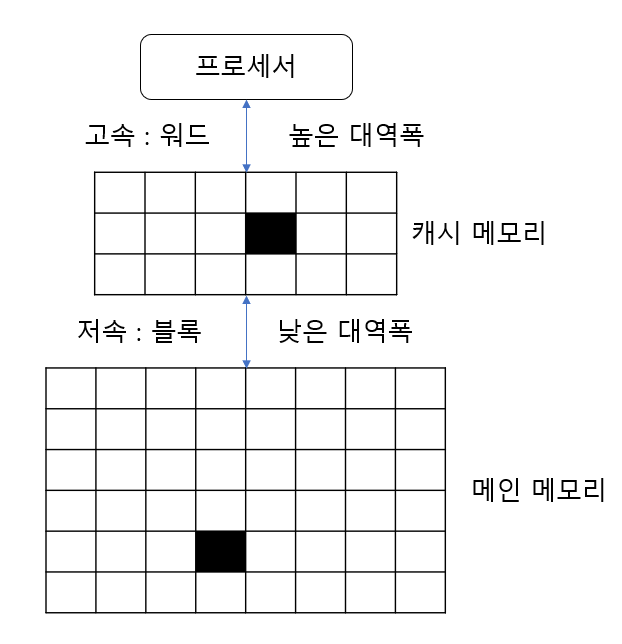 프로세서
고속 : 워드
높은 대역폭
캐시 메모리
저속 : 블록
낮은 대역폭
메인 메모리